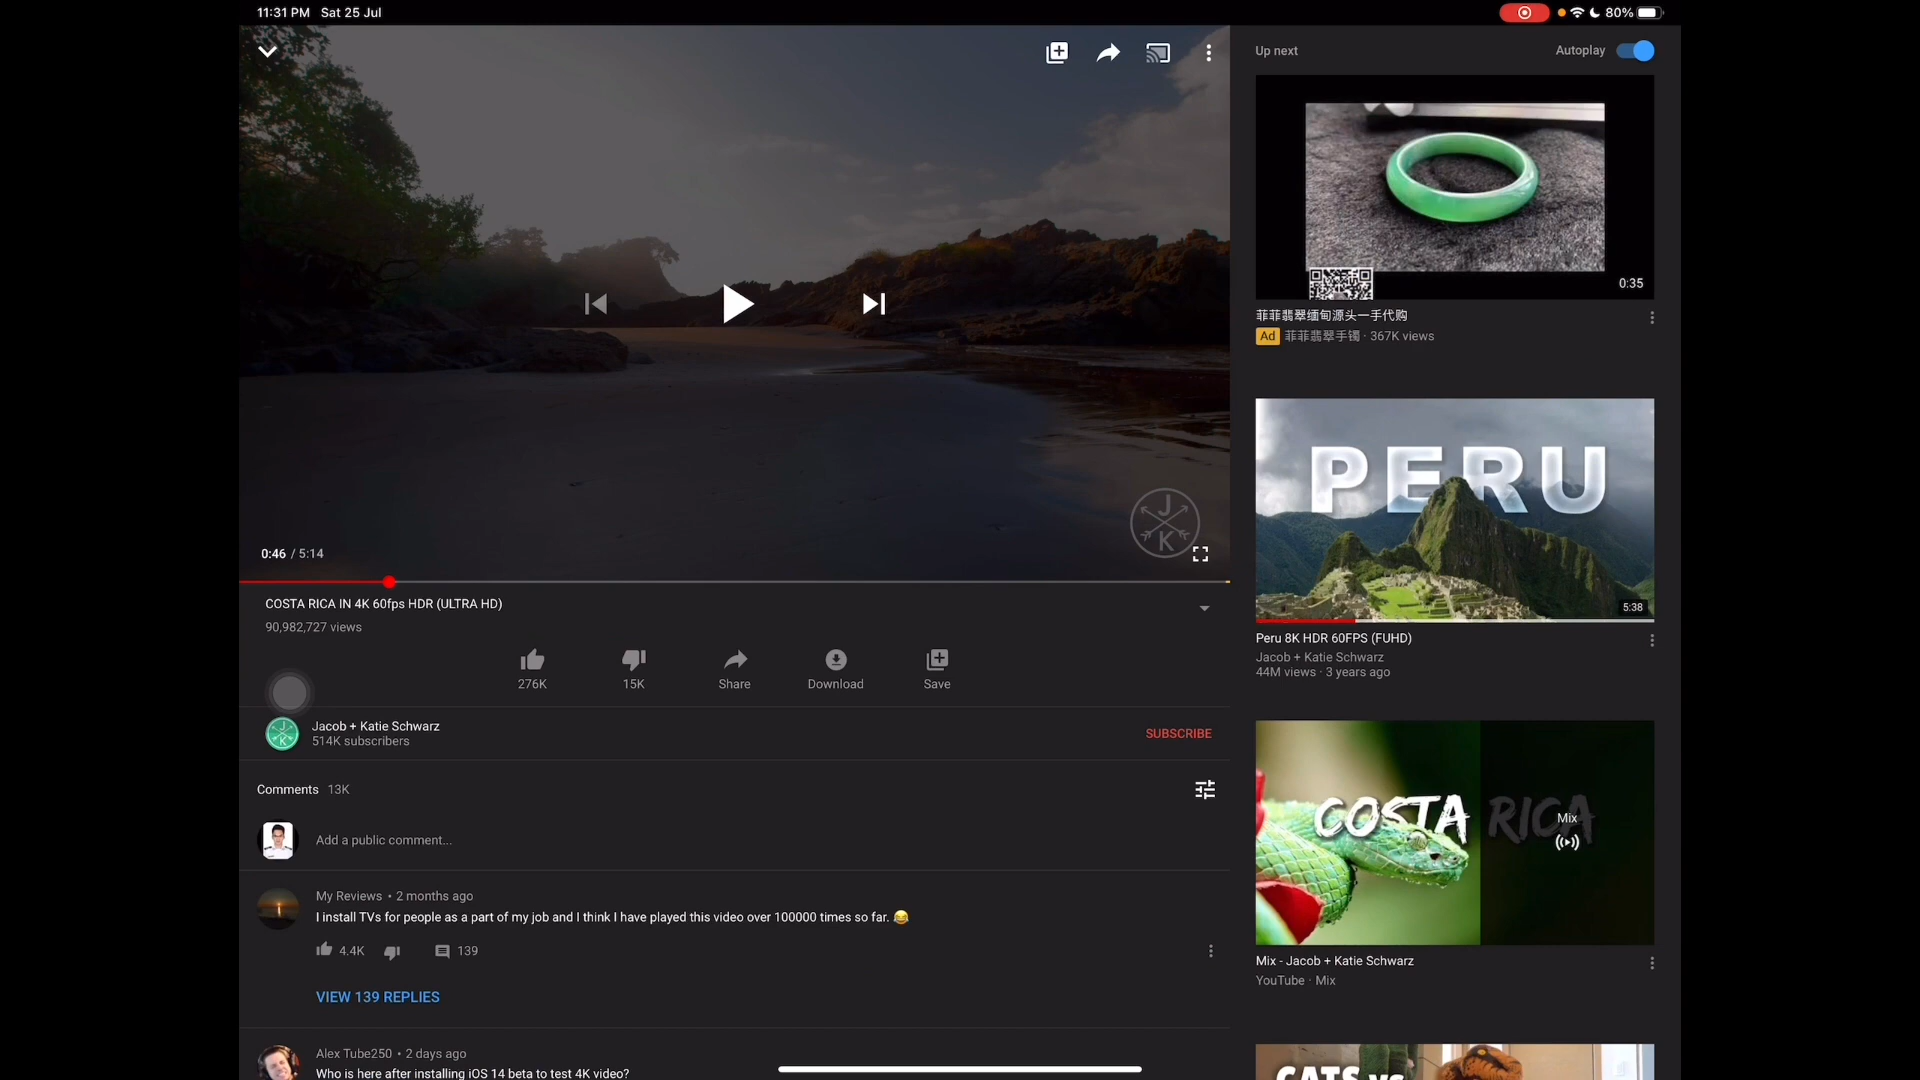 11:31 PM Sat 25 Jul
80%
Up next
Autoplay
0:35
菲菲翡翠缅甸源头一手代购
Ad 菲菲翡翠手镯 · 367K views
J
K
0:46 / 5:14
COSTA RICA IN 4K 60fps HDR (ULTRA HD)
90,982,727 views
276K
15K
Share
Download
Save
J
K
Jacob + Katie Schwarz
514K subscribers
SUBSCRIBE
Comments 13K
Add a public comment...
My Reviews • 2 months ago
I install TVs for people as a part of my job and I think I have played this video over 100000 times so far. 😂
4.4K
139
VIEW 139 REPLIES
Alex Tube250 • 2 days ago
Who is here after installing iOS 14 beta to test 4K video?
PERU
5:38
Peru 8K HDR 60FPS (FUHD)
Jacob + Katie Schwarz
44M views · 3 years ago
COSTA RICA
Mix
Mix - Jacob + Katie Schwarz
YouTube · Mix
CATS vs